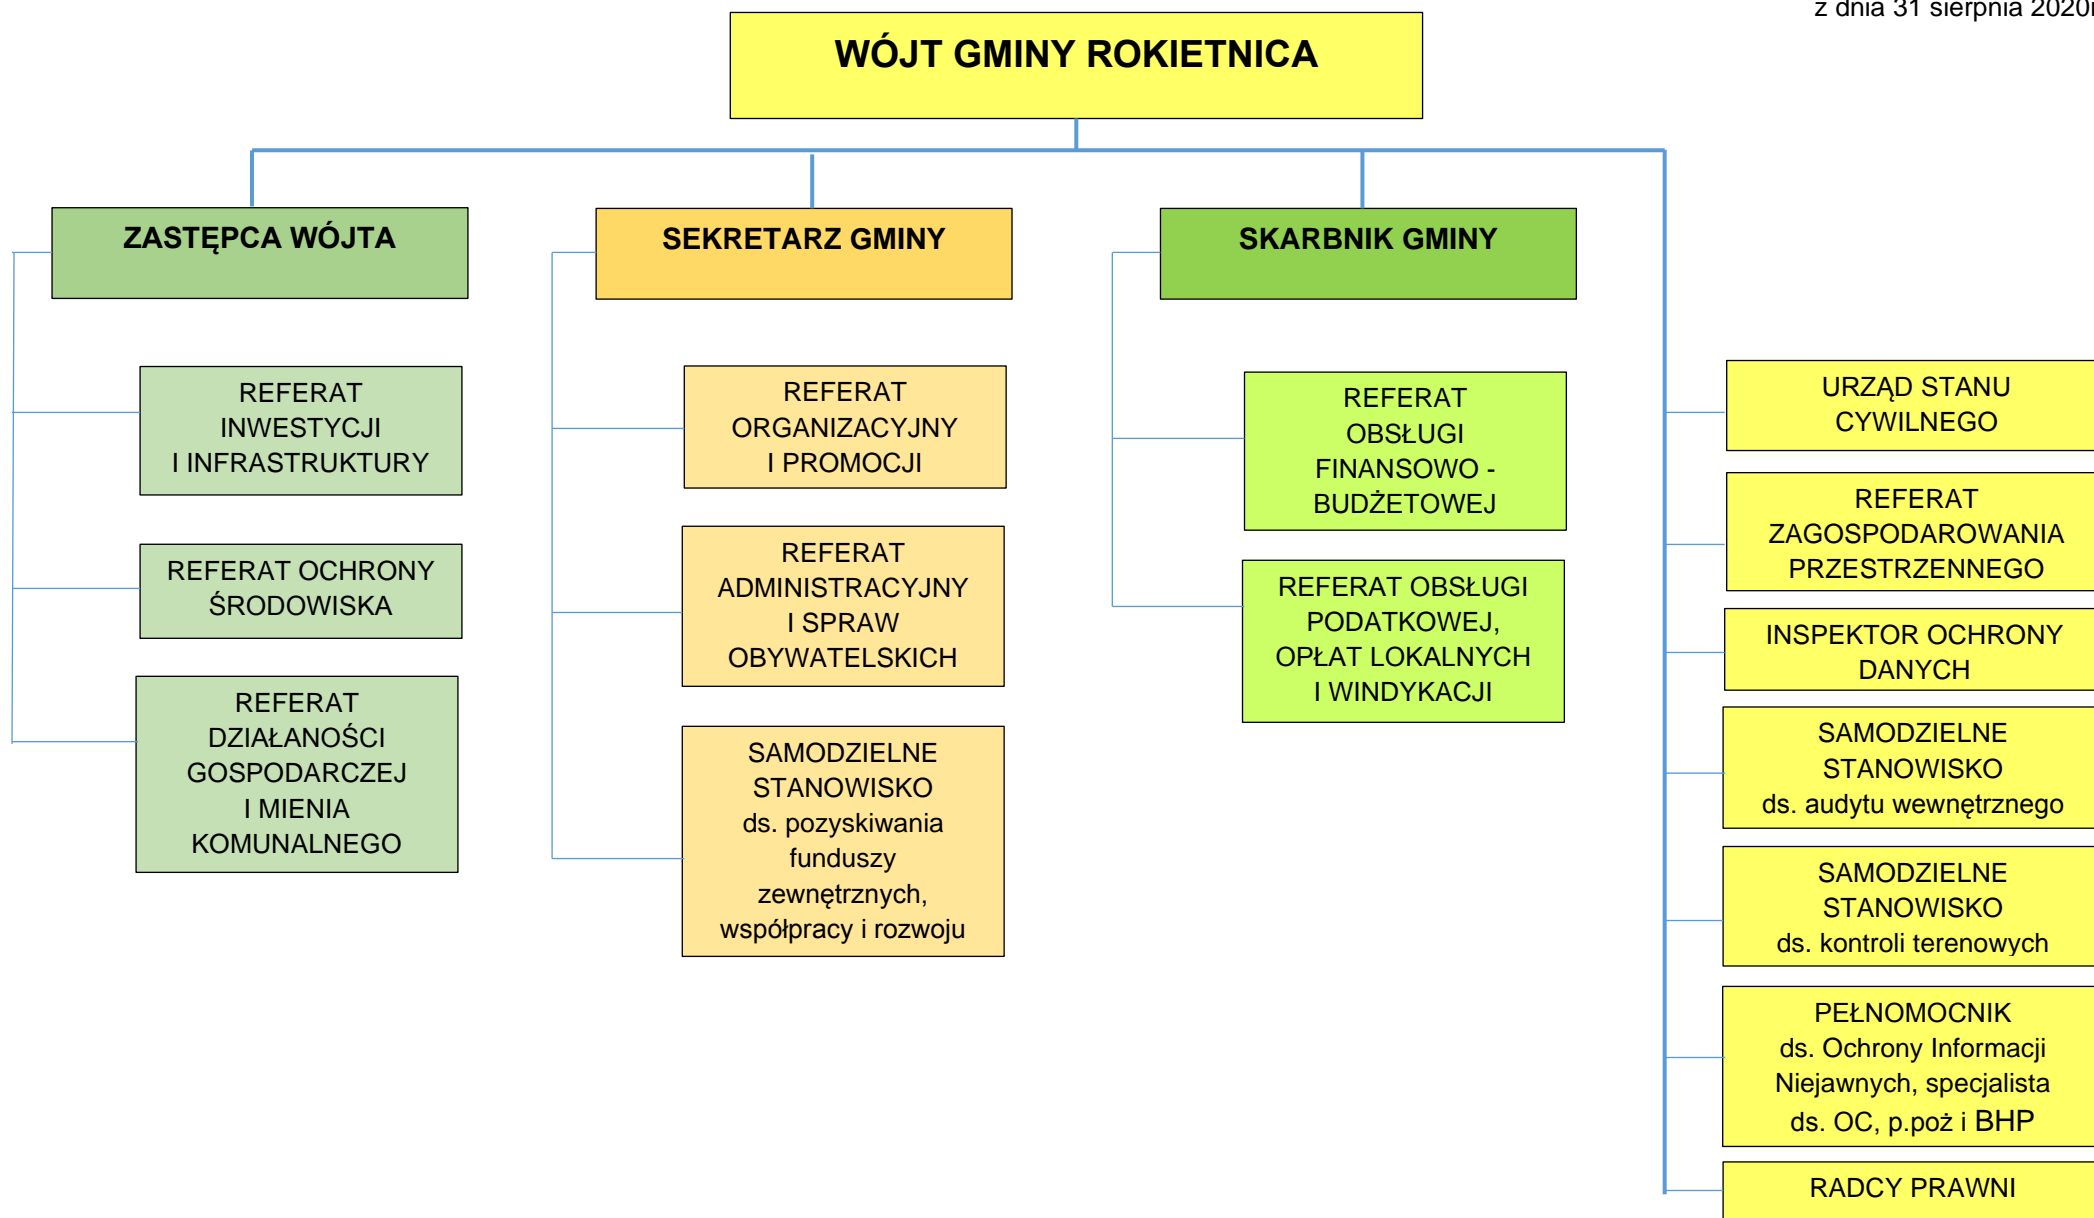 z dnia 31 sierpnia 2020r
WÓJT GMINY ROKIETNICA
ZASTĘPCA WÓJTA
SEKRETARZ GMINY
SKARBNIK GMINY
REFERAT
INWESTYCJI
I INFRASTRUKTURY
REFERAT OCHRONY
ŚRODOWISKA
REFERAT
DZIAŁANOŚCI
GOSPODARCZEJ
I MIENIA
KOMUNALNEGO
REFERAT
ORGANIZACYJNY
I PROMOCJI
REFERAT
ADMINISTRACYJNY
I SPRAW
OBYWATELSKICH
SAMODZIELNE
STANOWISKO
ds. pozyskiwania
funduszy
zewnętrznych,
współpracy i rozwoju
REFERAT
OBSŁUGI
FINANSOWO -
BUDŻETOWEJ
REFERAT OBSŁUGI
PODATKOWEJ,
OPŁAT LOKALNYCH
I WINDYKACJI
URZĄD STANU
CYWILNEGO
REFERAT
ZAGOSPODAROWANIA
PRZESTRZENNEGO
INSPEKTOR OCHRONY
DANYCH
SAMODZIELNE
STANOWISKO
ds. audytu wewnętrznego
SAMODZIELNE
STANOWISKO
ds. kontroli terenowych
PEŁNOMOCNIK
ds. Ochrony Informacji
Niejawnych, specjalista
ds. OC, p.poż i BHP
RADCY PRAWNI